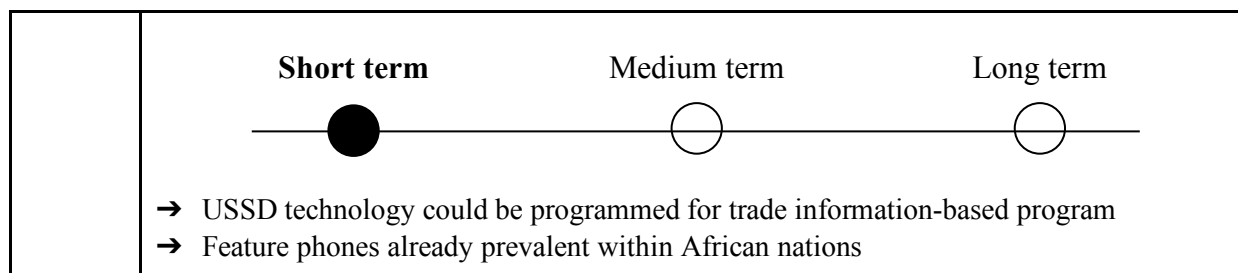 Short term Medium term Long term
➔ USSD technology could be programmed for trade information-based program
➔ Feature phones already prevalent within African nations